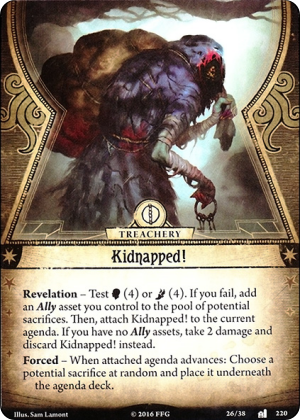 TREACHERY
Kidnapped!
Revelation – Test (4) or (4). If you fail, add
an Ally asset you control to the pool of potential
sacrifices. Then, attach Kidnapped! to the current
agenda. If you have no Ally assets, take 2 damage and
discard Kidnapped! instead.
Forced – When attached agenda advances: Choose a
potential sacrifice at random and place it underneath
the agenda deck.
Illus. Sam Lamont
© 2016 FFG
26/38
220